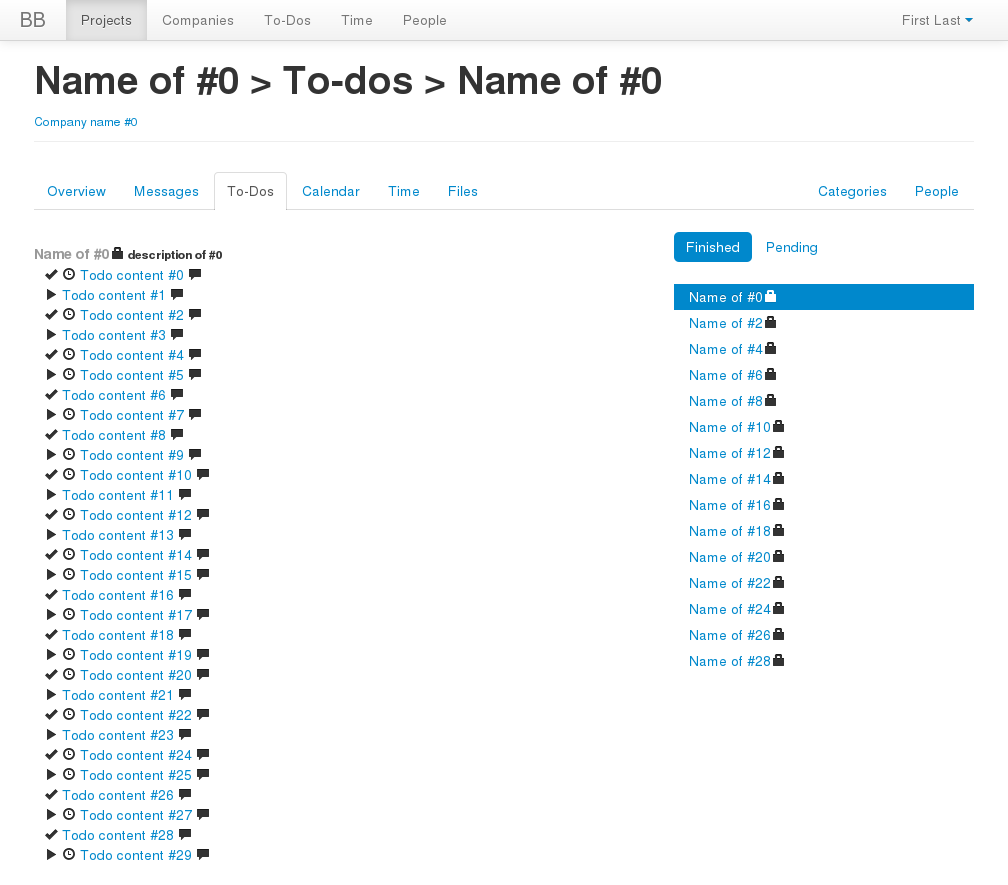 BB Projects Companies To-Dos Time People First Last
Name of #0 > To-dos > Name of #0
Company name #0
Overview Messages To-Dos Calendar Time Files Categories People
Finished Pending
Name of #0 description of #0
Todo content #0
Todo content #1
Todo content #2
Todo content #3
Todo content #4
Todo content #5
Todo content #6
Todo content #7
Todo content #8
Todo content #9
Todo content #10
Todo content #11
Todo content #12
Todo content #13
Todo content #14
Todo content #15
Todo content #16
Todo content #17
Todo content #18
Todo content #19
Todo content #20
Todo content #21
Todo content #22
Todo content #23
Todo content #24
Todo content #25
Todo content #26
Todo content #27
Todo content #28
Todo content #29
Name of #0
Name of #2
Name of #4
Name of #6
Name of #8
Name of #10
Name of #12
Name of #14
Name of #16
Name of #18
Name of #20
Name of #22
Name of #24
Name of #26
Name of #28